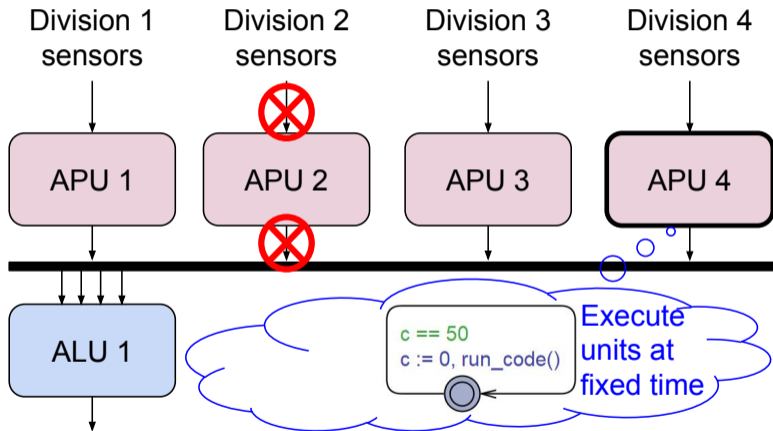 Division 1
sensors
Division 2
sensors
Division 3
sensors
Division 4
sensors
APU 1
APU 2
APU 3
APU 4
ALU 1
c == 50
c := 0, run_code()
Execute
units at
fixed time